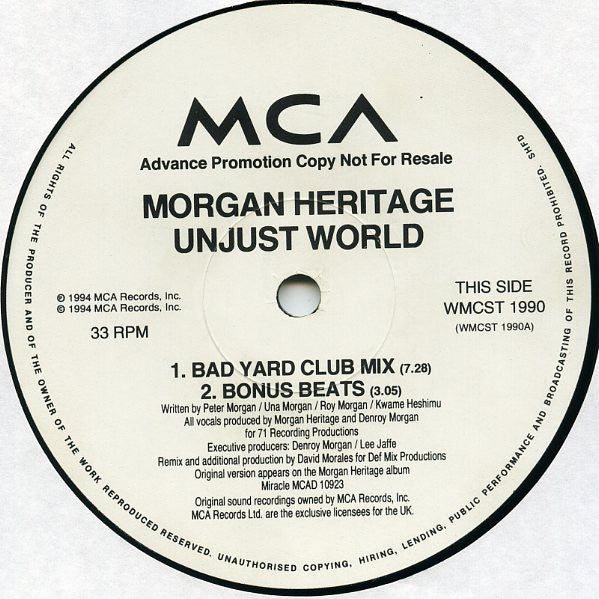 MCA
Advance Promotion Copy Not For Resale
MORGAN HERITAGE
UNJUST WORLD
℗ 1994 MCA Records, Inc.
© 1994 MCA Records, Inc.
33 RPM
THIS SIDE
WMCST 1990
(WMCST 1990A)
1. BAD YARD CLUB MIX (7.28)
2. BONUS BEATS (3.05)
Written by Peter Morgan / Una Morgan / Roy Morgan / Kwame Heshimu
All vocals produced by Morgan Heritage and Denroy Morgan
for 71 Recording Productions
Executive producers: Denroy Morgan / Lee Jaffe
Remix and additional production by David Morales for Def Mix Productions
Original version appears on the Morgan Heritage album
Miracle MCAD 10923
Original sound recordings owned by MCA Records, Inc.
MCA Records Ltd. are the exclusive licensees for the UK.
ALL RIGHTS OF THE PRODUCER AND OF THE OWNER OF THE WORK REPRODUCED RESERVED. UNAUTHORISED COPYING, HIRING, LENDING, PUBLIC PERFORMANCE AND BROADCASTING OF THIS RECORD PROHIBITED. SHFD